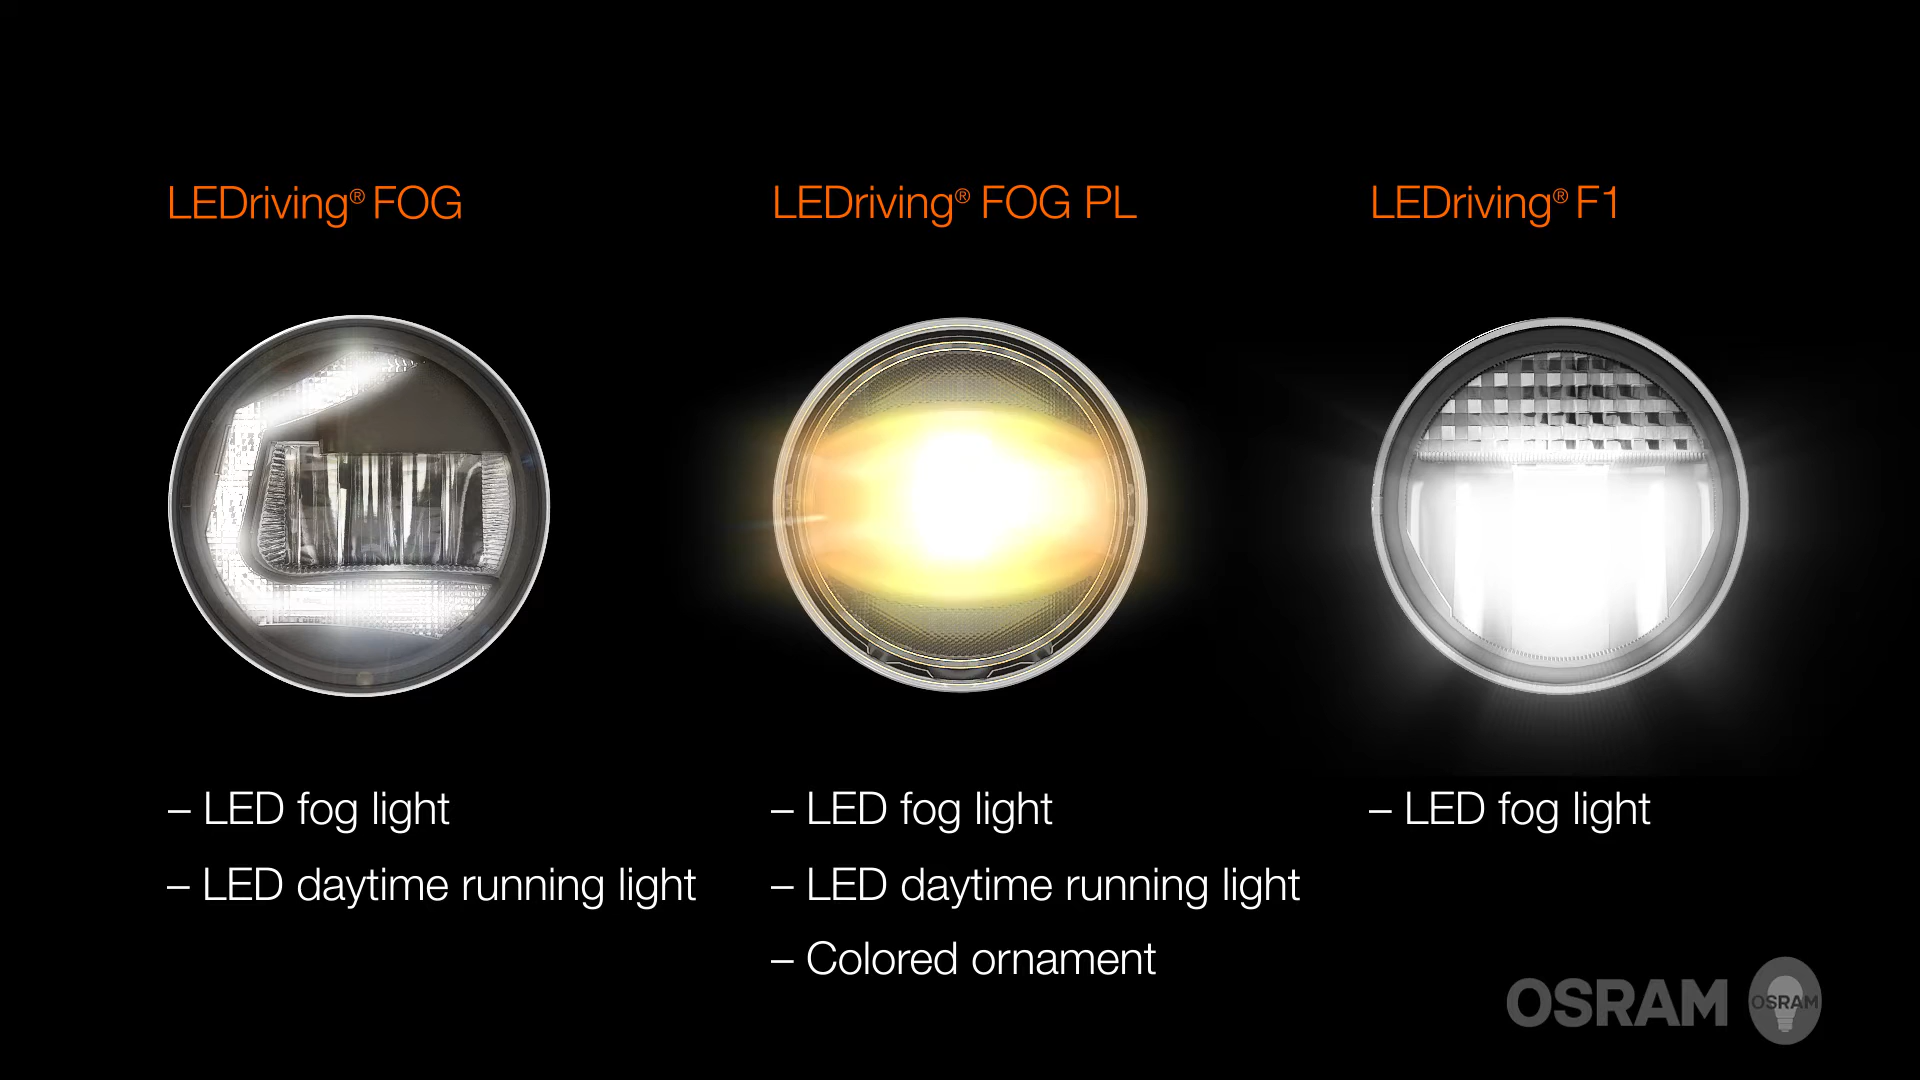 LEDriving® FOG
LEDriving® FOG PL
LEDriving® F1
– LED fog light
– LED daytime running light
– LED fog light
– LED daytime running light
– Colored ornament
– LED fog light
OSRAM
OSRAM